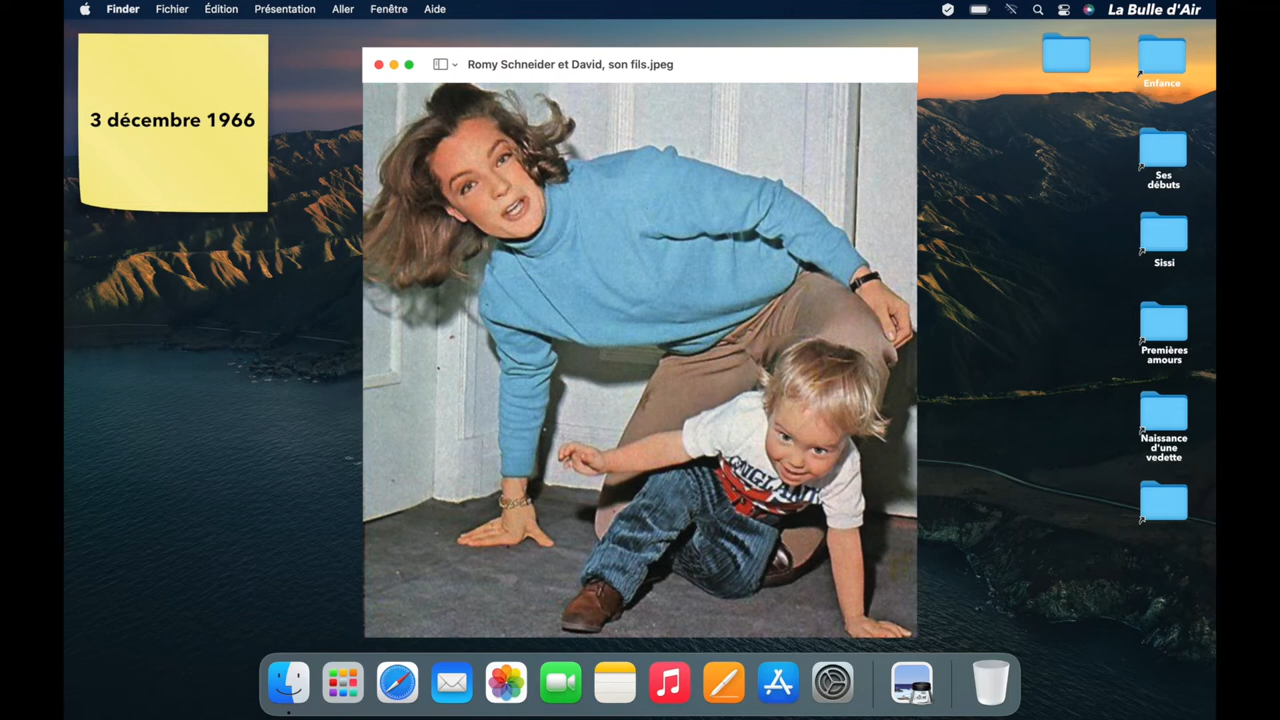 Finder Fichier Édition Présentation Aller Fenêtre Aide
La Bulle d'Air
3 décembre 1966
Romy Schneider et David, son fils.jpeg
Enfance
Ses
débuts
Sissi
Premières
amours
Naissance
d'une
vedette
ENGLAND